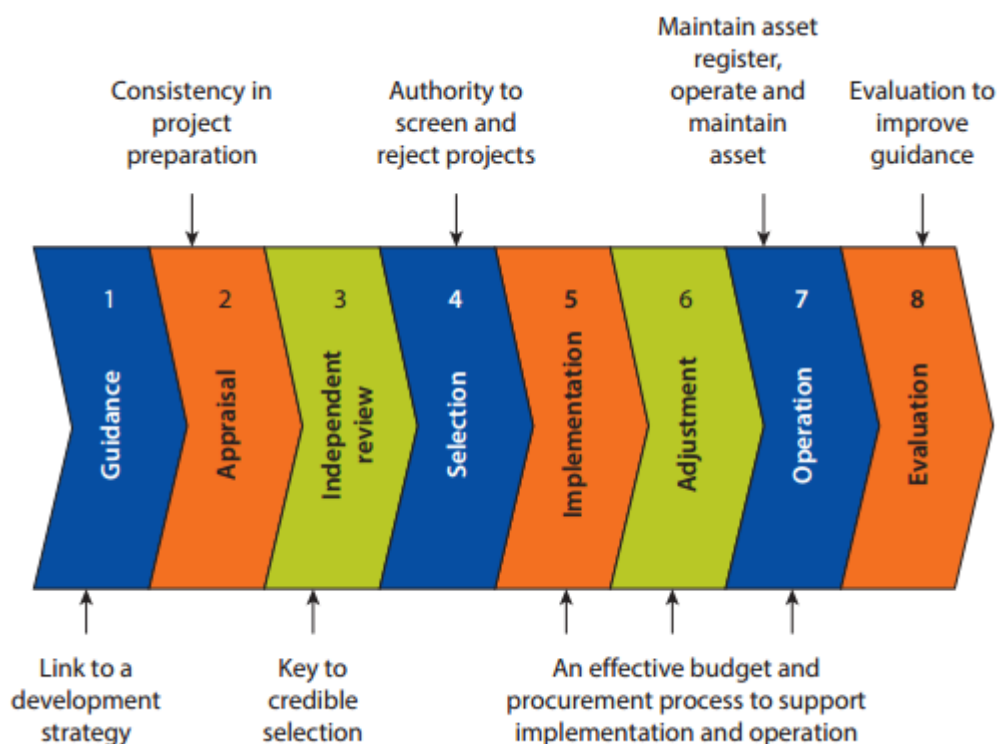 Consistency in
project
preparation
Authority to
screen and
reject projects
Maintain asset
register,
operate and
maintain
asset
Evaluation to
improve
guidance
1
Guidance
2
Appraisal
3
Independent
review
4
Selection
5
Implementation
6
Adjustment
7
Operation
8
Evaluation
Link to a
development
strategy
Key to
credible
selection
An effective budget and
procurement process to support
implementation and operation